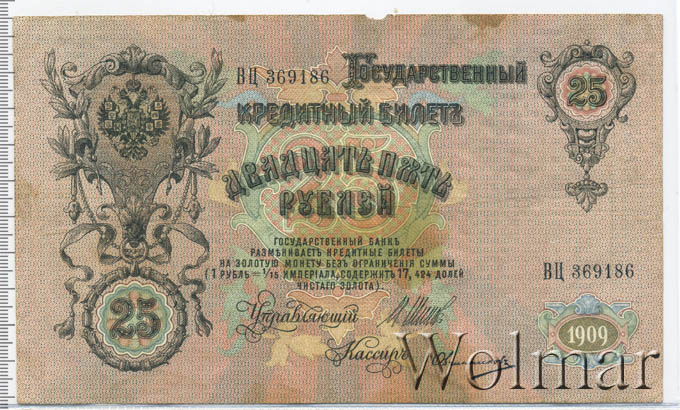 ВЦ 369186 ГОСУДАРСТВЕННЫЙ
КРЕДИТНЫЙ БИЛЕТЪ
25
ДВАДЦАТЬ ПЯТЬ
РУБЛЕЙ
ГОСУДАРСТВЕННЫЙ БАНКЪ
РАЗМѢНИВАЕТЪ КРЕДИТНЫЕ БИЛЕТЫ
НА ЗОЛОТУЮ МОНЕТУ БЕЗЪ ОГРАНИЧЕНІЯ СУММЫ
(1 РУБЛЬ = 1/15 ИМПЕРІАЛА, СОДЕРЖИТЪ 17,424 ДОЛЕЙ
ЧИСТАГО ЗОЛОТА).
ВЦ 369186
25
Управляющій
Кассиръ
1909
Wolmar